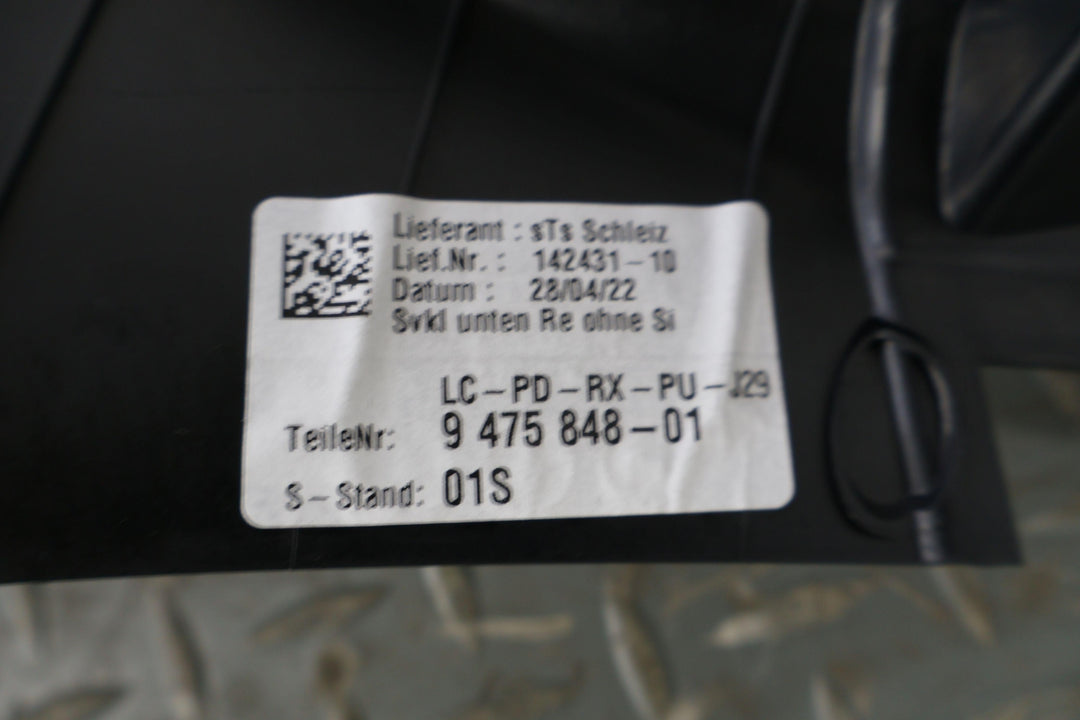 Lieferant : sTs Schleiz
Lief.Nr. : 142431-10
Datum : 28/04/22
Svkl unten Re ohne Si
LC-PD-RX-PU-J29
TeileNr: 9 475 848-01
S-Stand: 01S